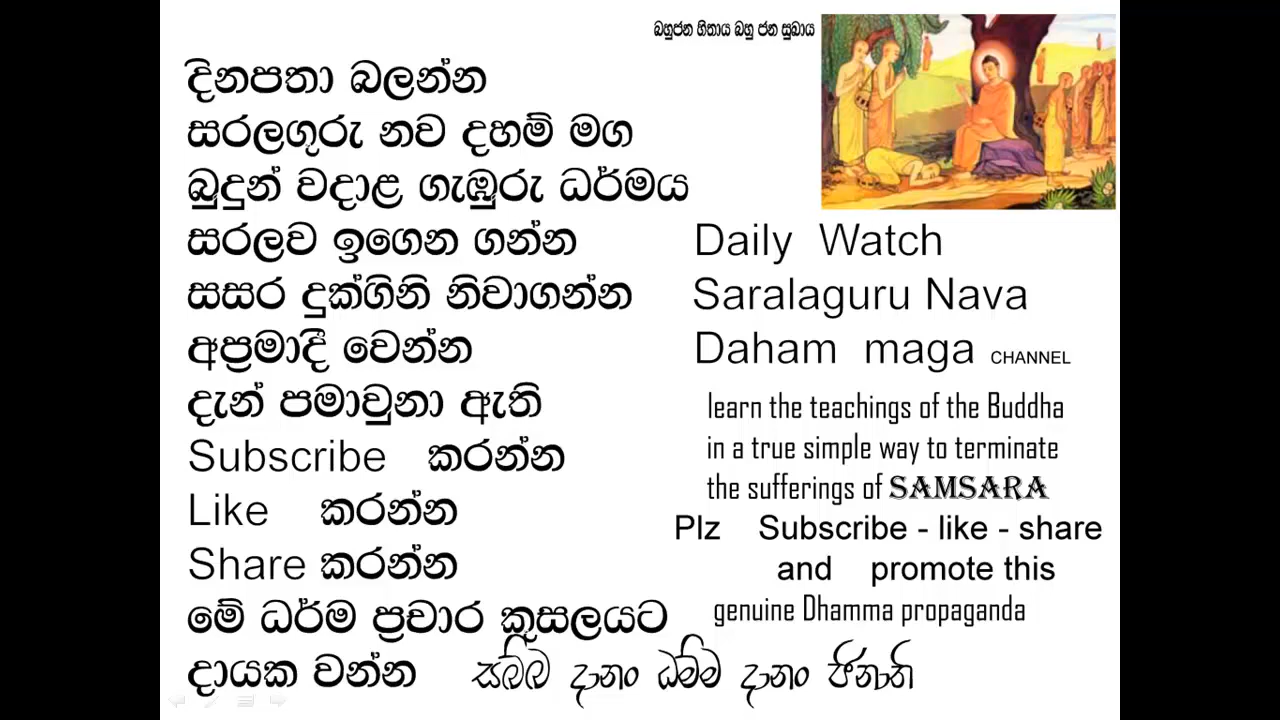 බහුජන හිතාය බහු ජන සුඛාය
දිනපතා බලන්න
සරලගුරු නව දහම් මග
බුදුන් වදාළ ගැඹුරු ධර්මය
සරලව ඉගෙන ගන්න
සසර දුක්ගිනි නිවාගන්න
අප්‍රමාදී වෙන්න
දැන් පමාවුනා ඇති
Subscribe කරන්න
Like කරන්න
Share කරන්න
මේ ධර්ම ප්‍රචාර කුසලයට
දායක වන්න
සබ්බ දානං ධම්ම දානං ජිනාති
Daily Watch
Saralaguru Nava
Daham maga CHANNEL
learn the teachings of the Buddha
in a true simple way to terminate
the sufferings of SAMSARA
Plz Subscribe - like - share
and promote this
genuine Dhamma propaganda